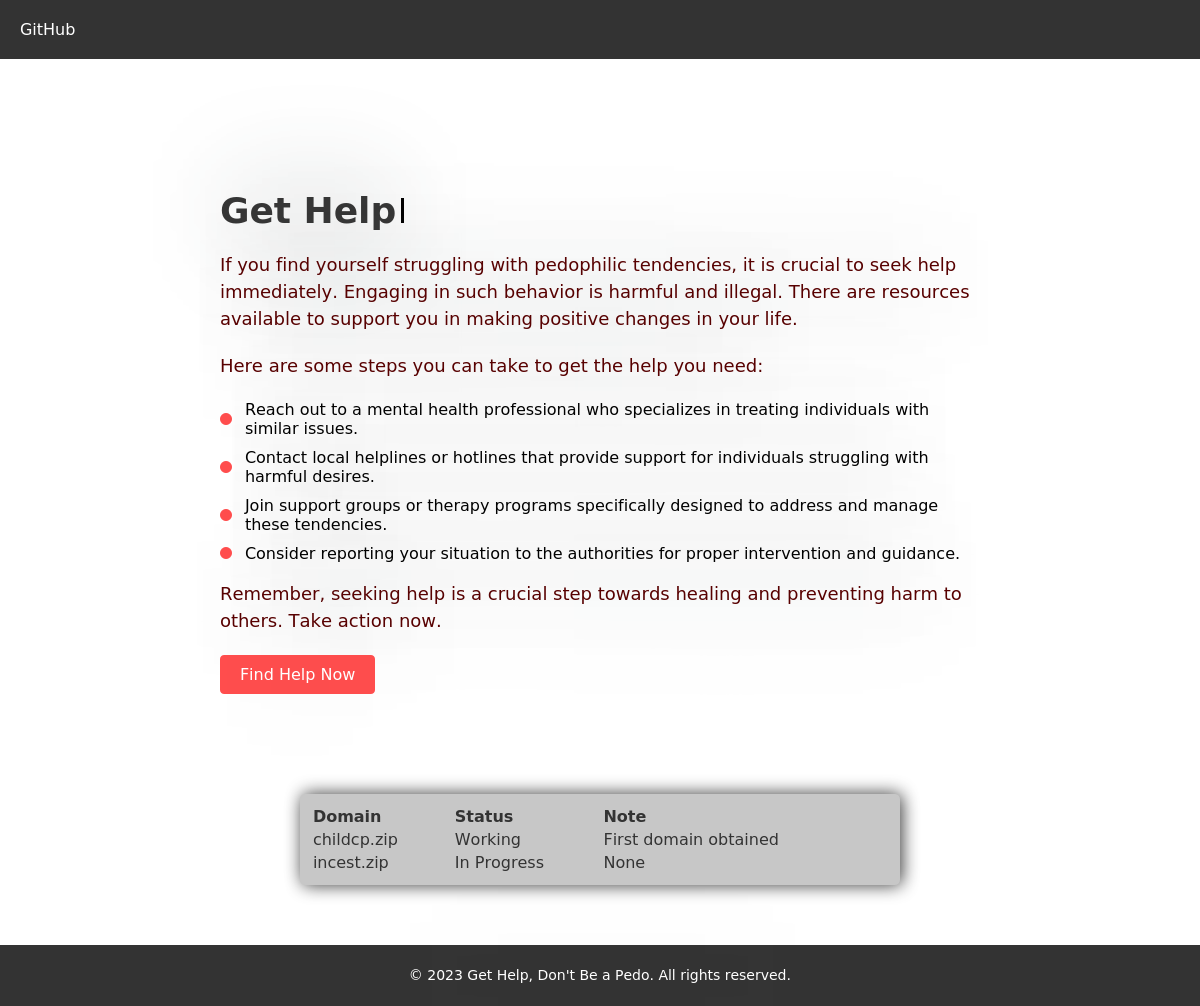 GitHub
Get Help
If you find yourself struggling with pedophilic tendencies, it is crucial to seek help
immediately. Engaging in such behavior is harmful and illegal. There are resources
available to support you in making positive changes in your life.
Here are some steps you can take to get the help you need:
Reach out to a mental health professional who specializes in treating individuals with
similar issues.
Contact local helplines or hotlines that provide support for individuals struggling with
harmful desires.
Join support groups or therapy programs specifically designed to address and manage
these tendencies.
Consider reporting your situation to the authorities for proper intervention and guidance.
Remember, seeking help is a crucial step towards healing and preventing harm to
others. Take action now.
Find Help Now
Domain Status Note
childcp.zip Working First domain obtained
incest.zip In Progress None
© 2023 Get Help, Don't Be a Pedo. All rights reserved.